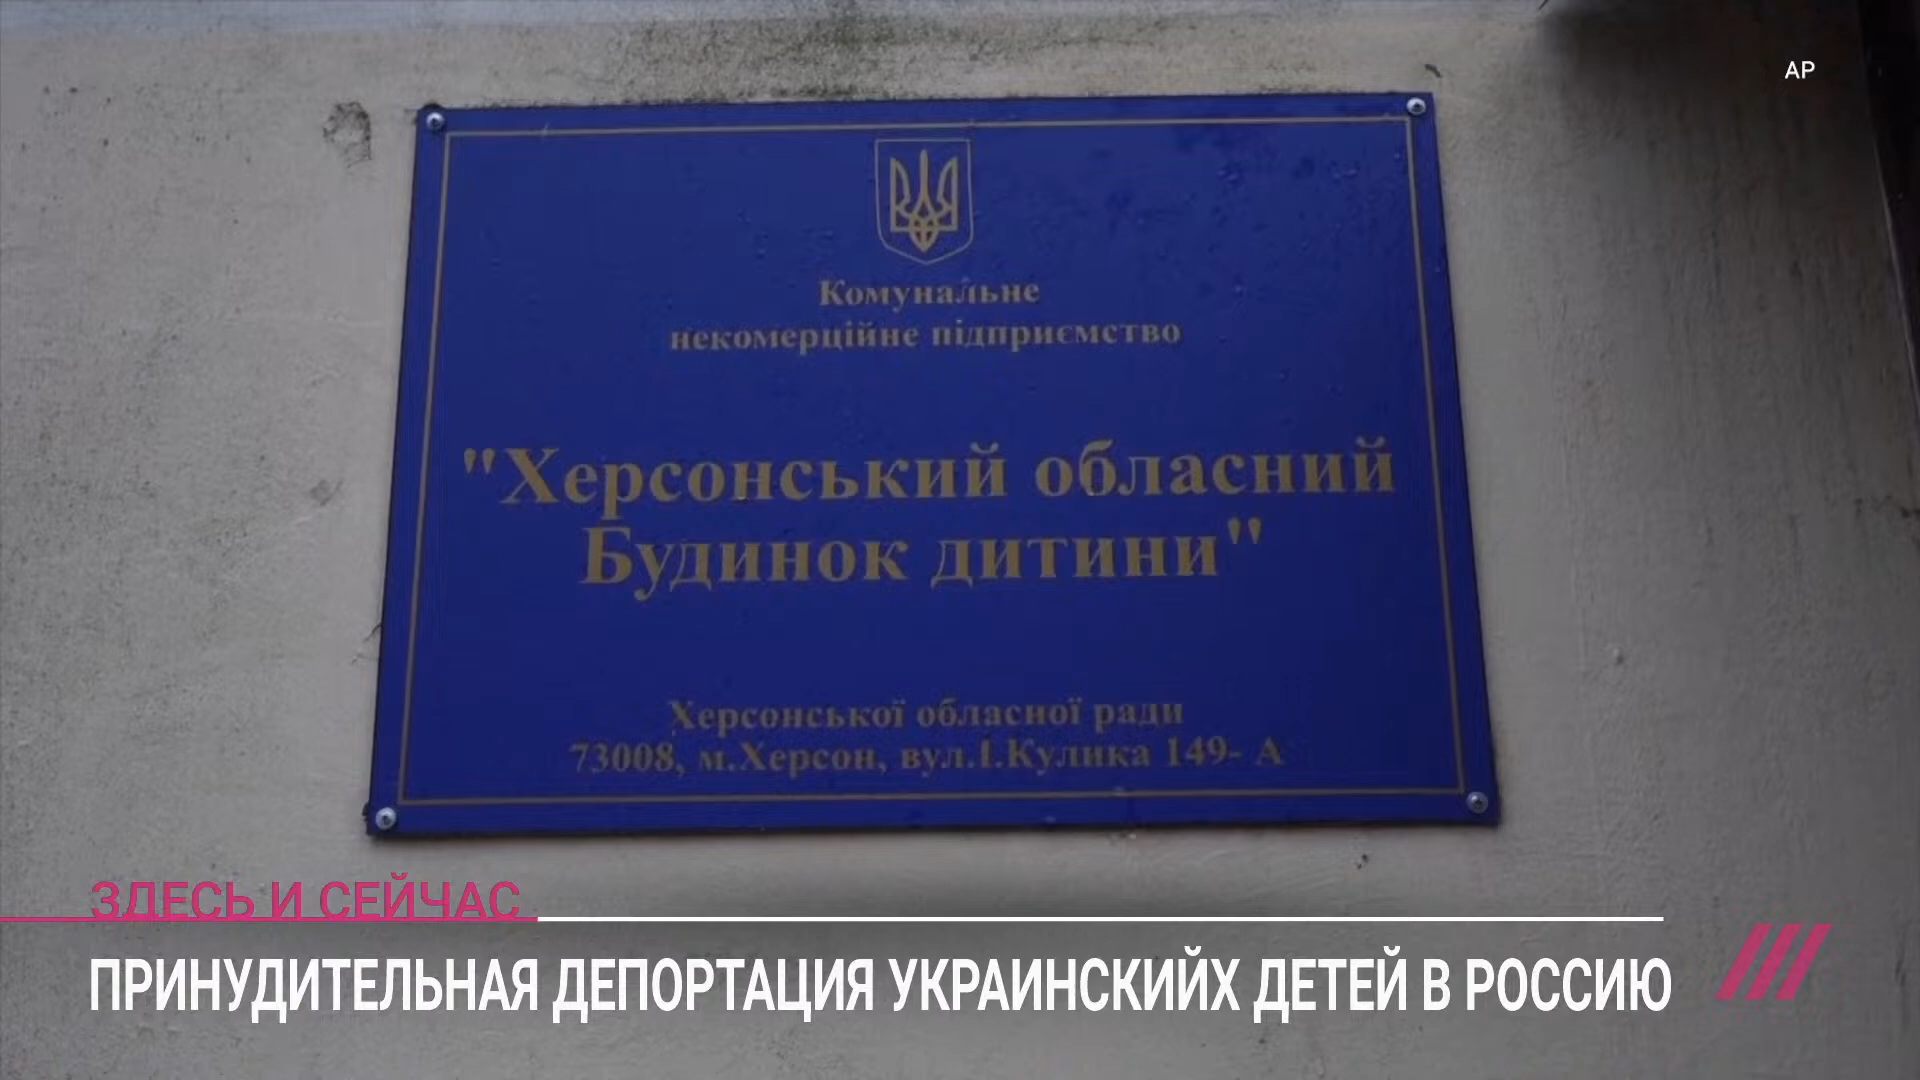 AP
Комунальне
некомерційне підприємство
"Херсонський обласний
Будинок дитини"
Херсонської обласної ради
73008, м.Херсон, вул.І.Кулика 149- А
ЗДЕСЬ И СЕЙЧАС
ПРИНУДИТЕЛЬНАЯ ДЕПОРТАЦИЯ УКРАИНСКИЙХ ДЕТЕЙ В РОССИЮ